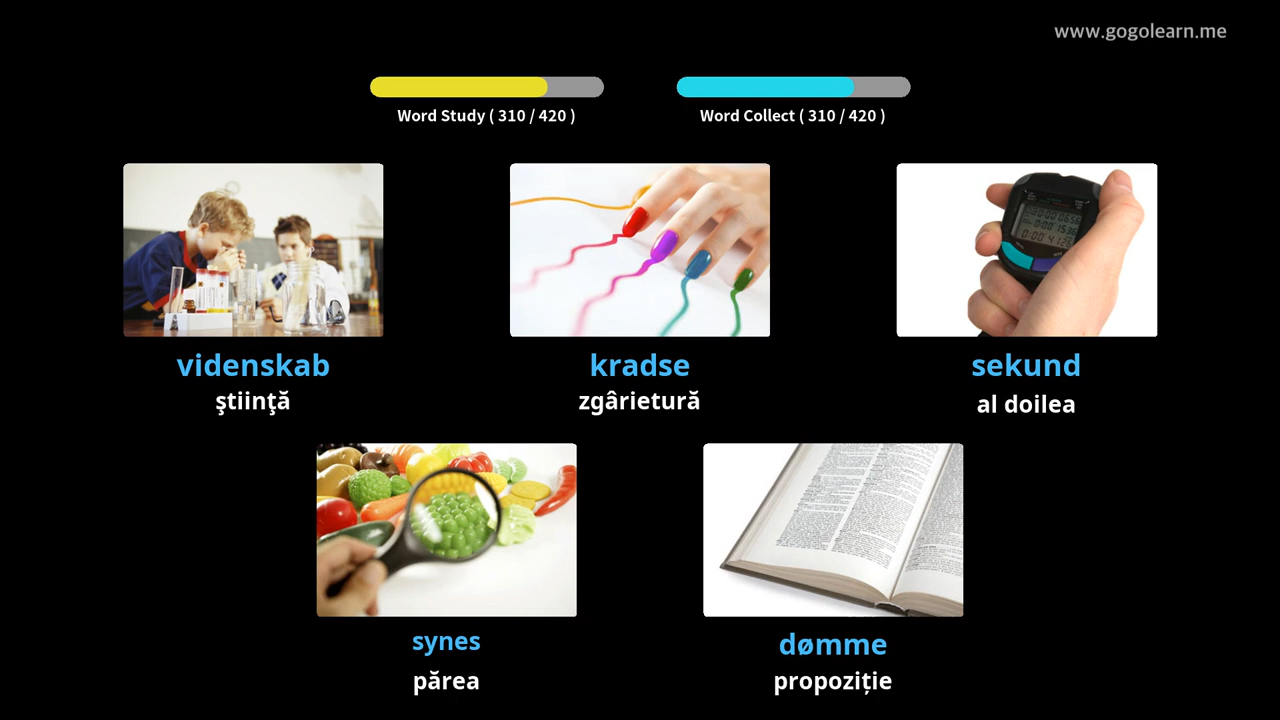 www.gogolearn.me
Word Study ( 310 / 420 )
Word Collect ( 310 / 420 )
videnskab
ştiinţă
kradse
zgârietură
sekund
al doilea
synes
părea
dømme
propoziție